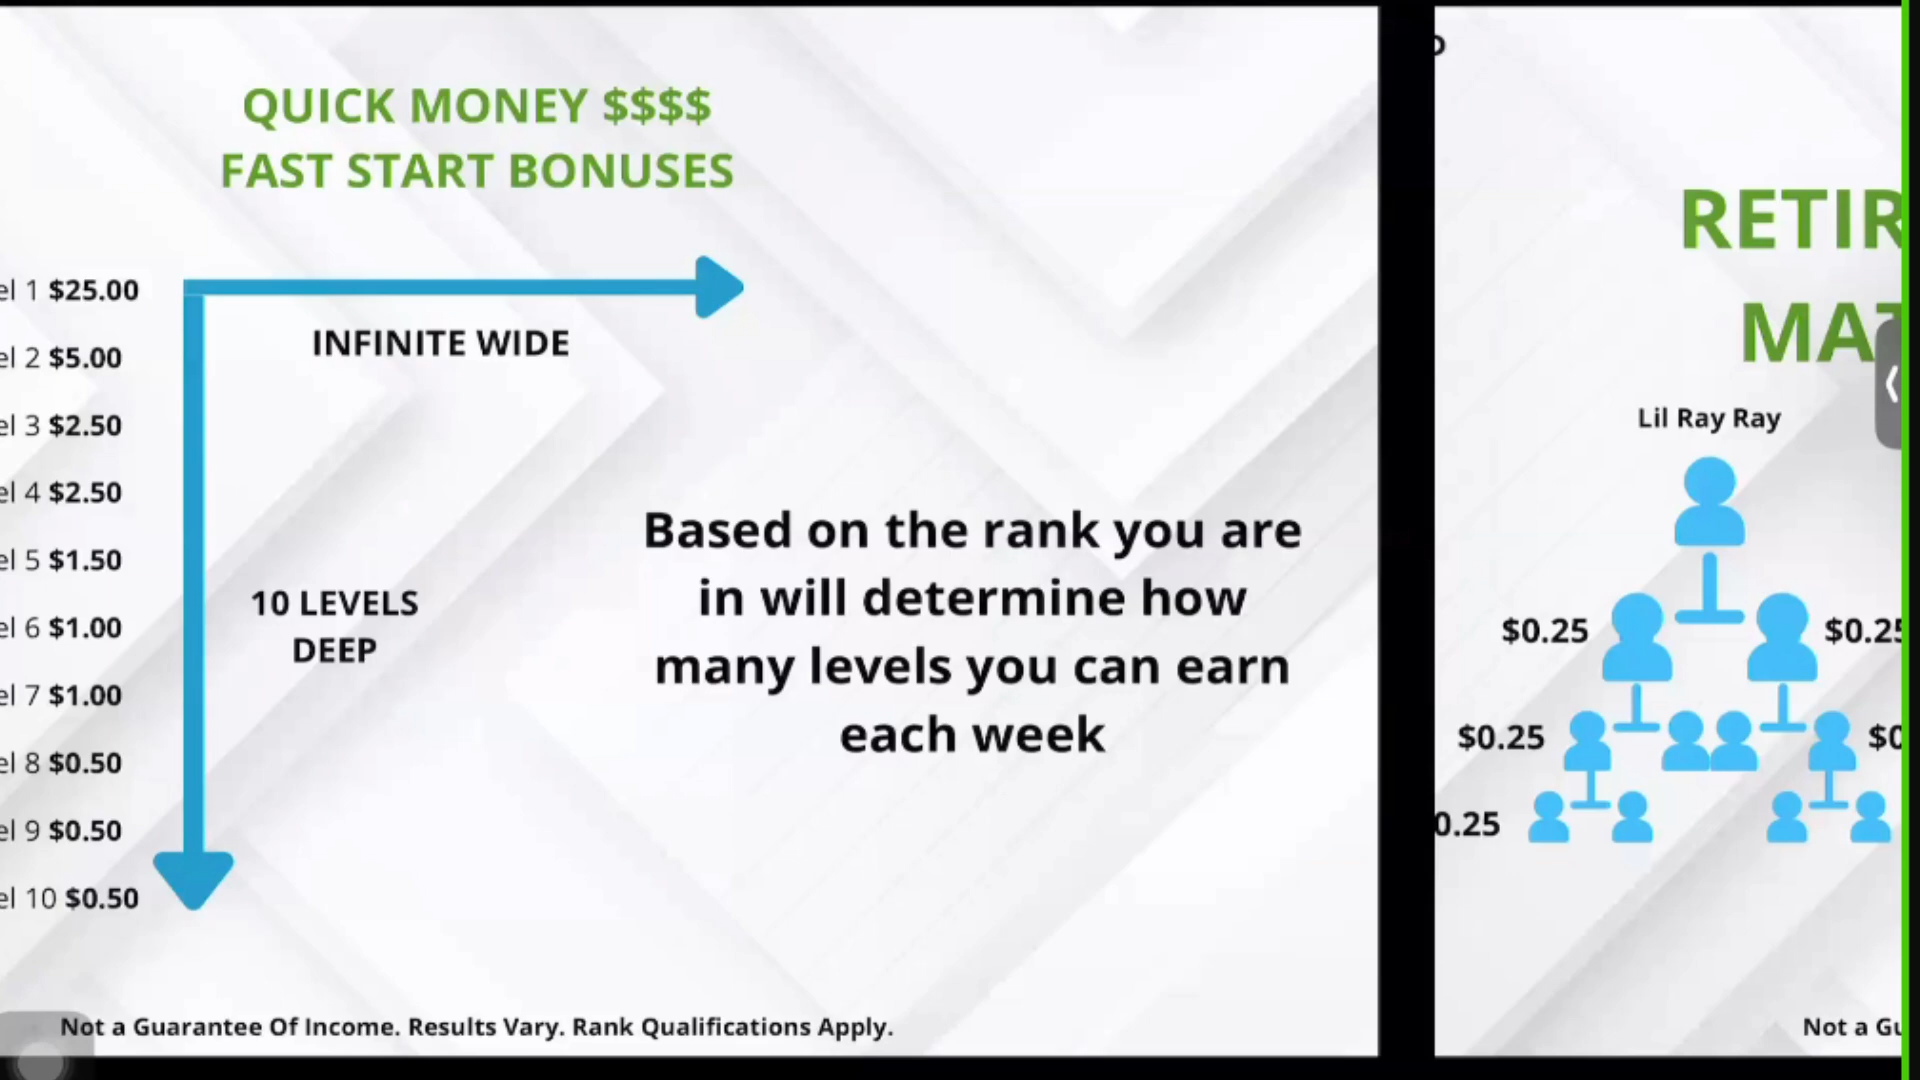 QUICK MONEY $$$$
FAST START BONUSES
el 1 $25.00
INFINITE WIDE
el 2 $5.00
el 3 $2.50
el 4 $2.50
el 5 $1.50
el 6 $1.00
el 7 $1.00
el 8 $0.50
el 9 $0.50
el 10 $0.50
10 LEVELS
DEEP
Based on the rank you are
in will determine how
many levels you can earn
each week
Not a Guarantee Of Income. Results Vary. Rank Qualifications Apply.
RETIR
MAT
Lil Ray Ray
$0.25 $0.25
$0.25 $0
0.25
Not a Gu